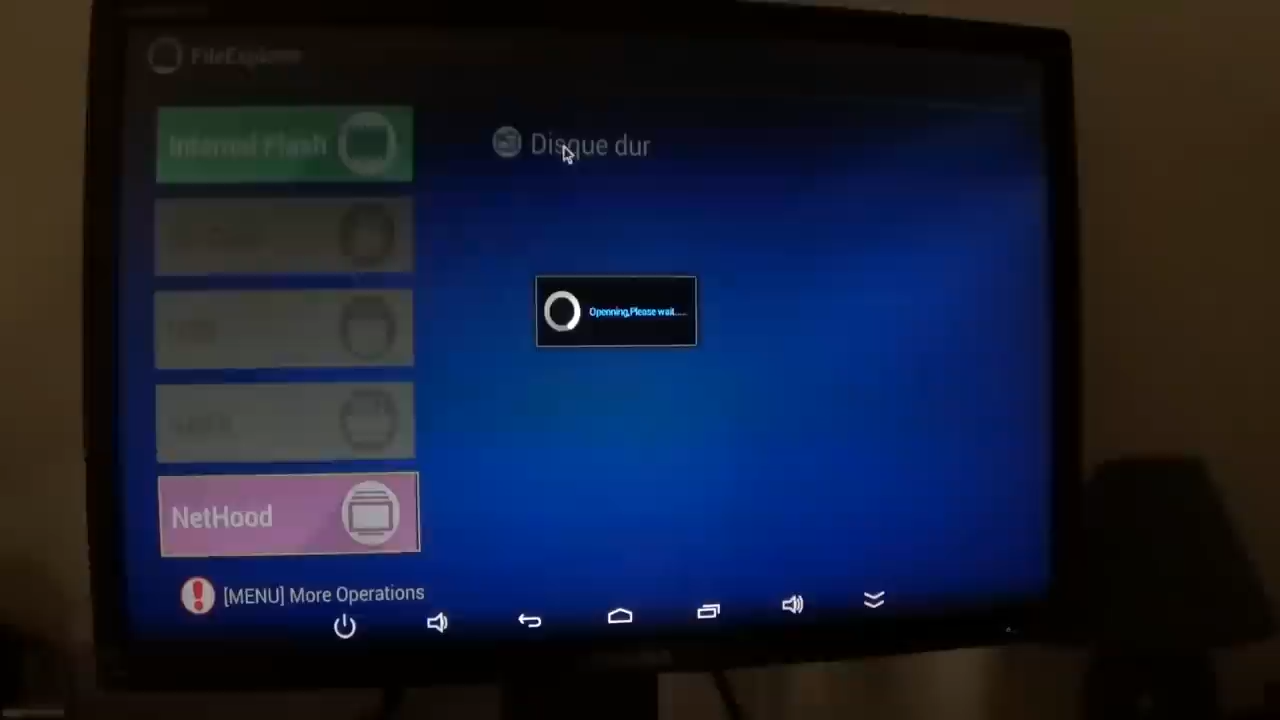 FileExplorer
Internal Flash
Disque dur
Openning,Please wait.....
NetHood
[MENU] More Operations